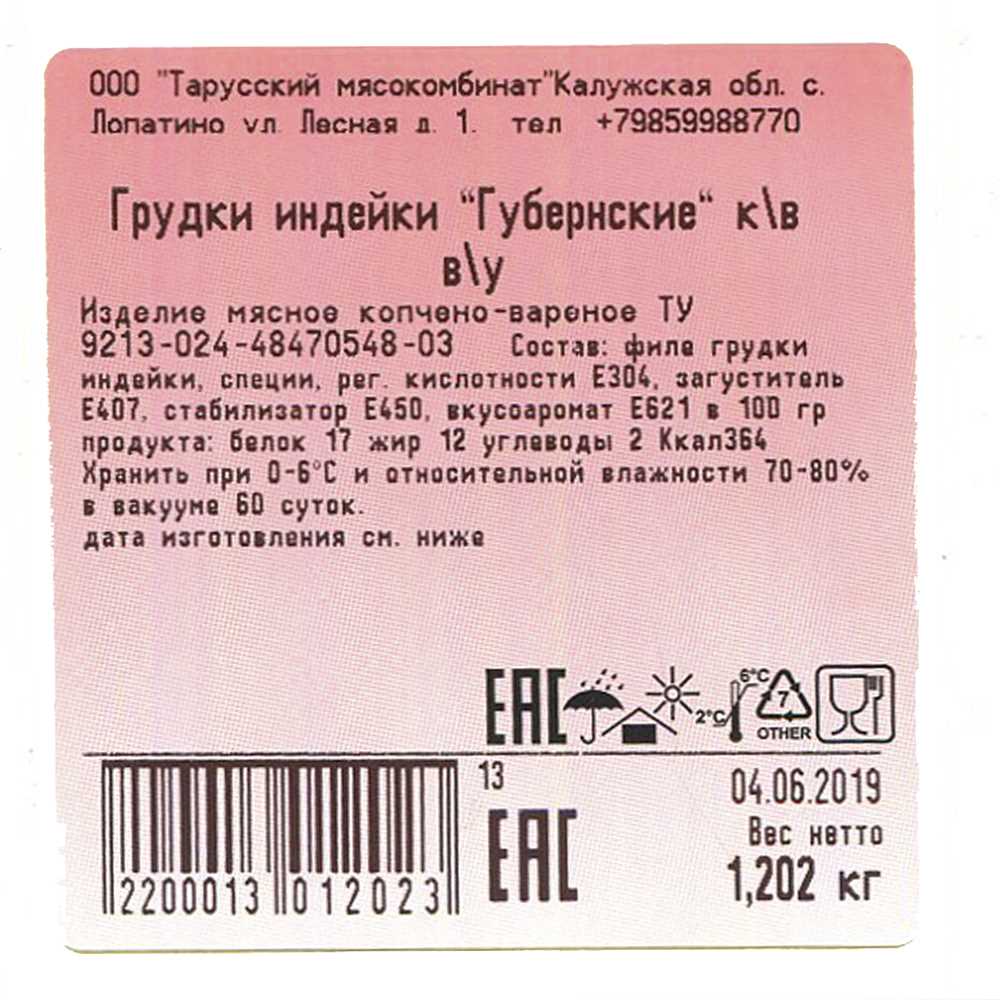 ООО "Тарусский мясокомбинат"Калужская обл. с.
Лопатино ул. Лесная д. 1. тел +79859988770
Грудки индейки "Губернские" к\в
в\у
Изделие мясное копчено-вареное ТУ
9213-024-48470548-03 Состав: филе грудки
индейки, специи, рег. кислотности Е304, загуститель
Е407, стабилизатор Е450, вкусоаромат Е621 в 100 гр
продукта: белок 17 жир 12 углеводы 2 Ккал364
Хранить при 0-6°С и относительной влажности 70-80%
в вакууме 60 суток.
дата изготовления см. ниже
ЕАС 2°C 6°C 7
OTHER
13 04.06.2019
ЕАС Вес нетто
1,202 кг
2200013 012023